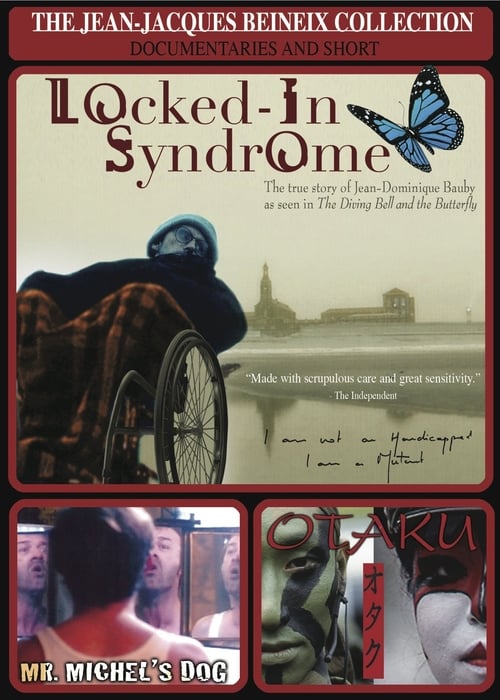 THE JEAN-JACQUES BEINEIX COLLECTION
DOCUMENTARIES AND SHORT
Locked-In
SyndrOme
The true story of Jean-Dominique Bauby
as seen in The Diving Bell and the Butterfly
“Made with scrupulous care and great sensitivity.”
- The Independent
I am not an Handicapped
I am a Mutant
MR. MICHEL'S DOG
OTAKU
オタク